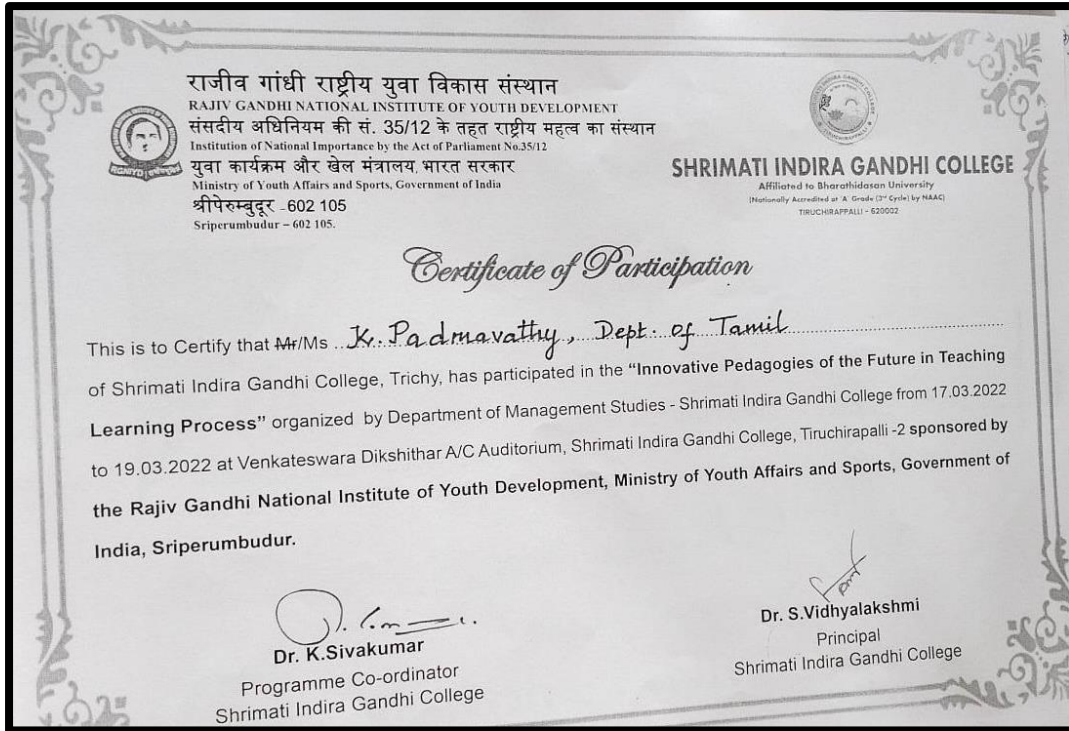 राजीव गांधी राष्ट्रीय युवा विकास संस्थान
RAJIV GANDHI NATIONAL INSTITUTE OF YOUTH DEVELOPMENT
संसदीय अधिनियम की सं. 35/12 के तहत राष्ट्रीय महत्व का संस्थान
Institution of National Importance by the Act of Parliament No.35/12
युवा कार्यक्रम और खेल मंत्रालय, भारत सरकार
Ministry of Youth Affairs and Sports, Government of India
श्रीपेरुम्बुदूर -602 105
Sriperumbudur – 602 105.
SHRIMATI INDIRA GANDHI COLLEGE
Affiliated to Bharathidasan University
(Nationally Accredited at 'A' Grade (3rd Cycle) by NAAC)
TIRUCHIRAPPALLI - 620002
Certificate of Participation
This is to Certify that Mr/Ms K. Padmavathy, Dept. of Tamil
of Shrimati Indira Gandhi College, Trichy, has participated in the “Innovative Pedagogies of the Future in Teaching
Learning Process” organized by Department of Management Studies - Shrimati Indira Gandhi College from 17.03.2022
to 19.03.2022 at Venkateswara Dikshithar A/C Auditorium, Shrimati Indira Gandhi College, Tiruchirapalli -2 sponsored by
the Rajiv Gandhi National Institute of Youth Development, Ministry of Youth Affairs and Sports, Government of
India, Sriperumbudur.
Dr. K.Sivakumar
Programme Co-ordinator
Shrimati Indira Gandhi College
Dr. S.Vidhyalakshmi
Principal
Shrimati Indira Gandhi College